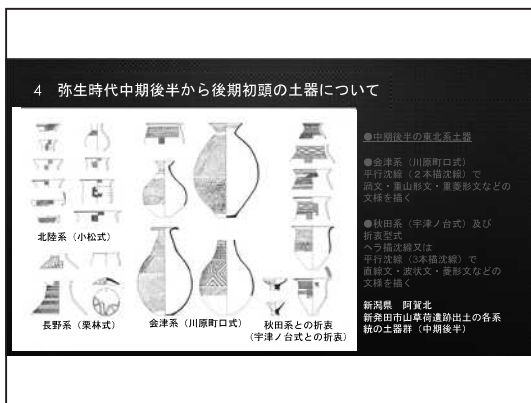 4 弥生時代中期後半から後期初頭の土器について
北陸系（小松式）
長野系（栗林式）
会津系（川原町口式）
秋田系との折衷
（宇津ノ台式との折衷）
●中期後半の東北系土器
●会津系（川原町口式）
平行沈線（２本描沈線）で
渦文・重山形文・重菱形文などの
文様を描く
●秋田系（宇津ノ台式）及び
折衷型式
ヘラ描沈線又は
平行沈線（3本描沈線）で
直線文・波状文・菱形文などの
文様を描く
新潟県 阿賀北
新発田市山草荷遺跡出土の各系
統の土器群（中期後半）